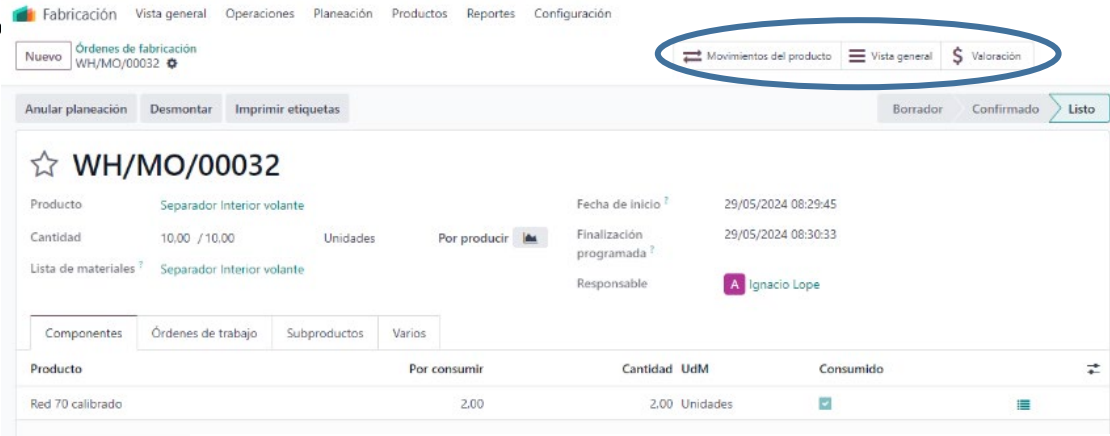 Fabricación Vista general Operaciones Planeación Productos Reportes Configuración
Nuevo Órdenes de fabricación
WH/MO/00032
Movimientos del producto Vista general $ Valoración
Anular planeación Desmontar Imprimir etiquetas Borrador Confirmado Listo
WH/MO/00032
Producto Separador Interior volante Fecha de inicio ? 29/05/2024 08:29:45
Cantidad 10.00 / 10.00 Unidades Por producir Finalización programada ? 29/05/2024 08:30:33
Lista de materiales ? Separador Interior volante
Responsable A Ignacio Lope
Componentes Órdenes de trabajo Subproductos Varios
Producto Por consumir Cantidad UdM Consumido
Red 70 calibrado 2.00 2.00 Unidades